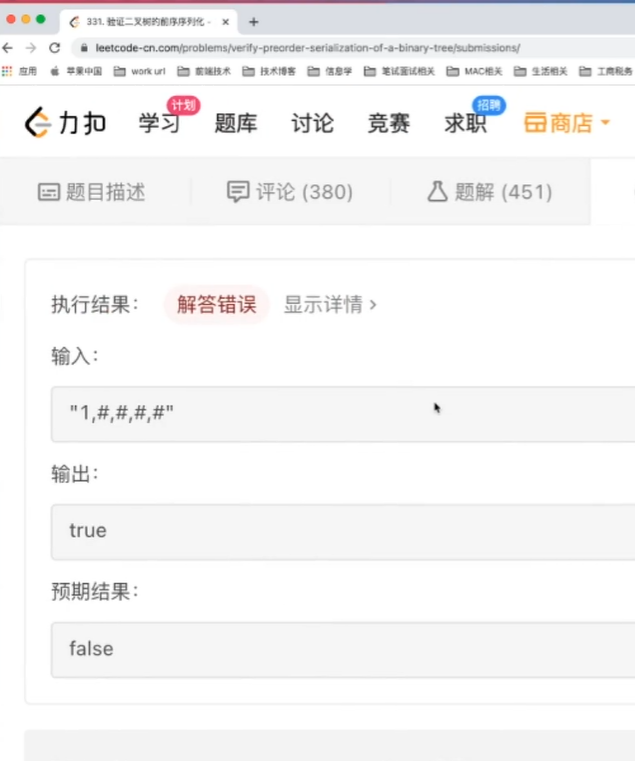 331. 验证二叉树的前序序列化 -
leetcode-cn.com/problems/verify-preorder-serialization-of-a-binary-tree/submissions/
应用 苹果中国 work url 前端技术 技术博客 信息学 笔试面试相关 MAC相关 生活相关 工商税务
力扣 学习 计划 题库 讨论 竞赛 求职 招聘 商店
题目描述 评论 (380) 题解 (451)
执行结果： 解答错误 显示详情 >
输入：
"1,#,#,#,#"
输出：
true
预期结果：
false